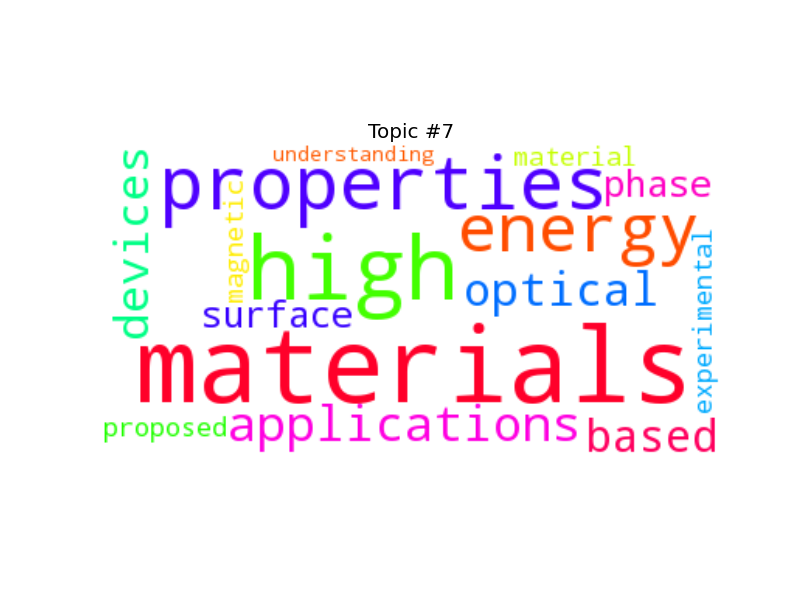 Topic #7
understanding
material
devices
properties
phase
magnetic
energy
high
optical
experimental
surface
materials
proposed
applications
based